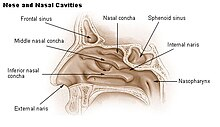 Nose and Nasal Cavities
Frontal sinus
Nasal concha
Sphenoid sinus
Middle nasal
concha
Internal naris
Inferior nasal
concha
Nasopharynx
External naris